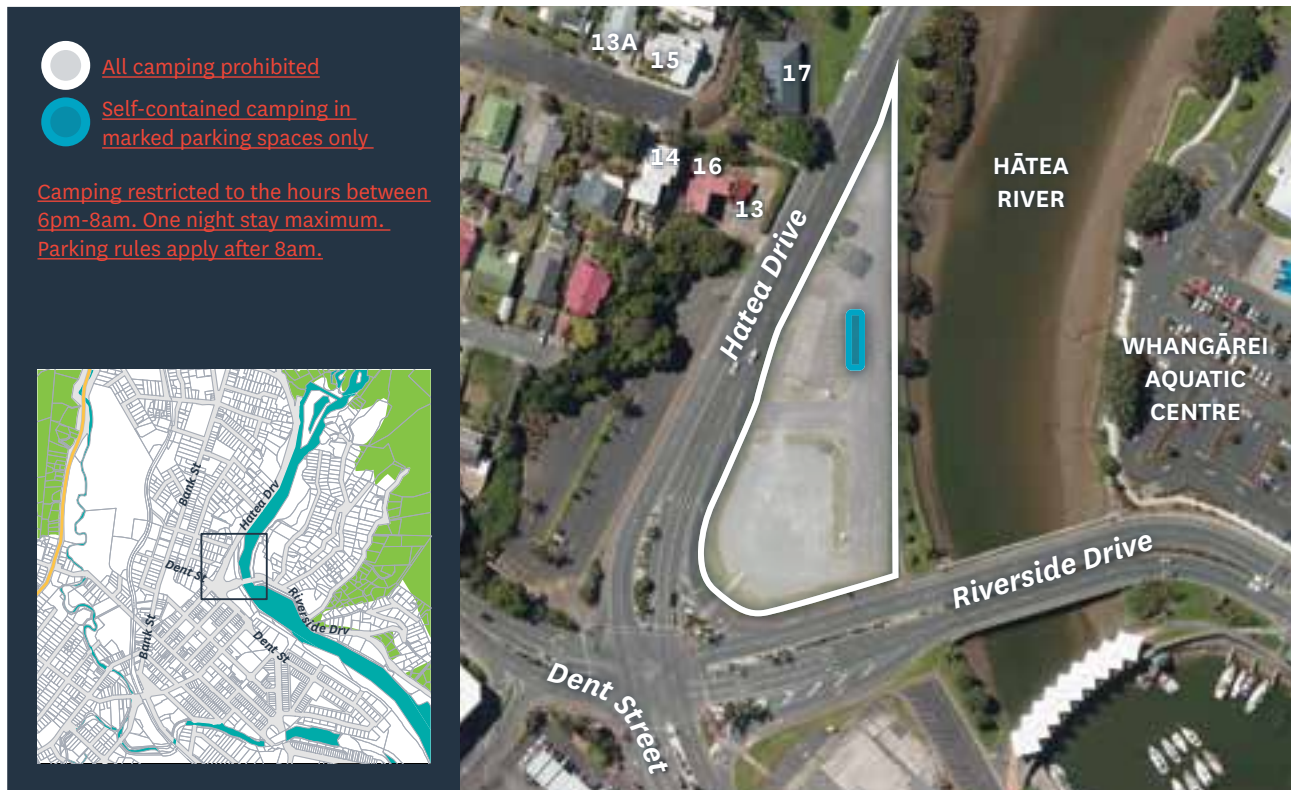 All camping prohibited
Self-contained camping in
marked parking spaces only
Camping restricted to the hours between
6pm-8am. One night stay maximum.
Parking rules apply after 8am.
Bank St
Hatea Drv
Dent St
Riverside Drv
Bank St
Dent St
13A
15
17
14
16
13
Hatea Drive
HĀTEA
RIVER
WHANGĀREI
AQUATIC
CENTRE
Riverside Drive
Dent Street